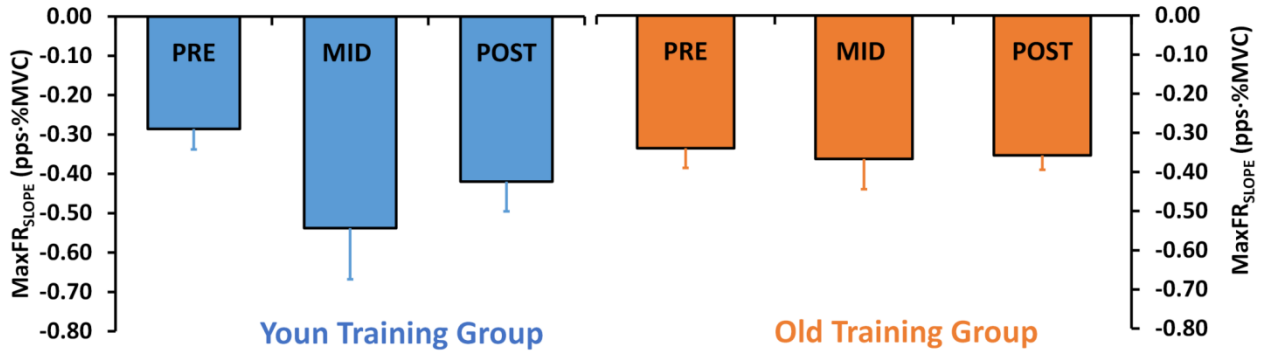 MaxFR_SLOPE (pps·%MVC)
0.00
-0.10
-0.20
-0.30
-0.40
-0.50
-0.60
-0.70
-0.80
PRE
MID
POST
Youn Training Group
PRE
MID
POST
Old Training Group
0.00
-0.10
-0.20
-0.30
-0.40
-0.50
-0.60
-0.70
-0.80
MaxFR_SLOPE (pps·%MVC)